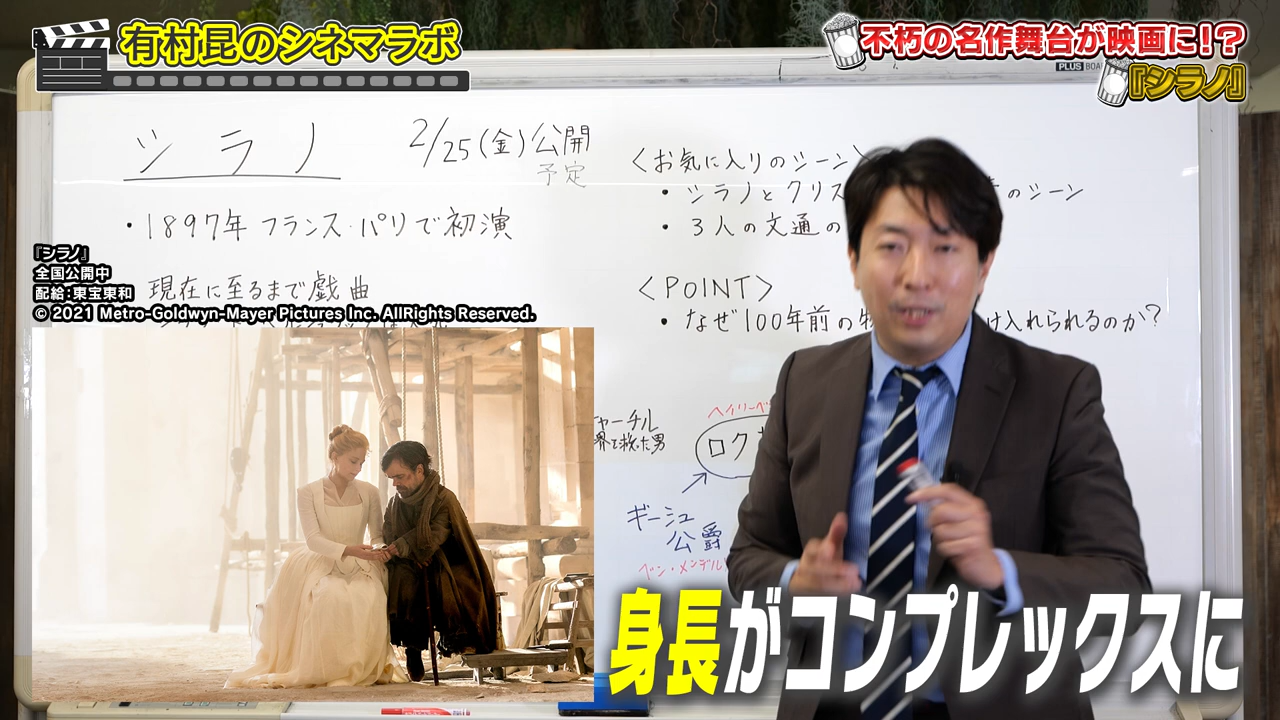 有村昆のシネマラボ
不朽の名作舞台が映画に!?
『シラノ』
PLUS
シラノ 2/25(金)公開
予定
・1897年 フランス・パリで初演
『シラノ』
全国公開中
配給:東宝東和
現在に至るまで戯曲
© 2021 Metro-Goldwyn-Mayer Pictures Inc. AllRights Reserved.
<お気に入りのシーン>
・シラノとクリス のシーン
・3人の文通の
<POINT>
・なぜ100年前の け入れられるのか?
チャーチル
界を救った男
ヘイリー・ベ
ロク
ギーシュ
公爵
ベン・メンデル
身長がコンプレックスに